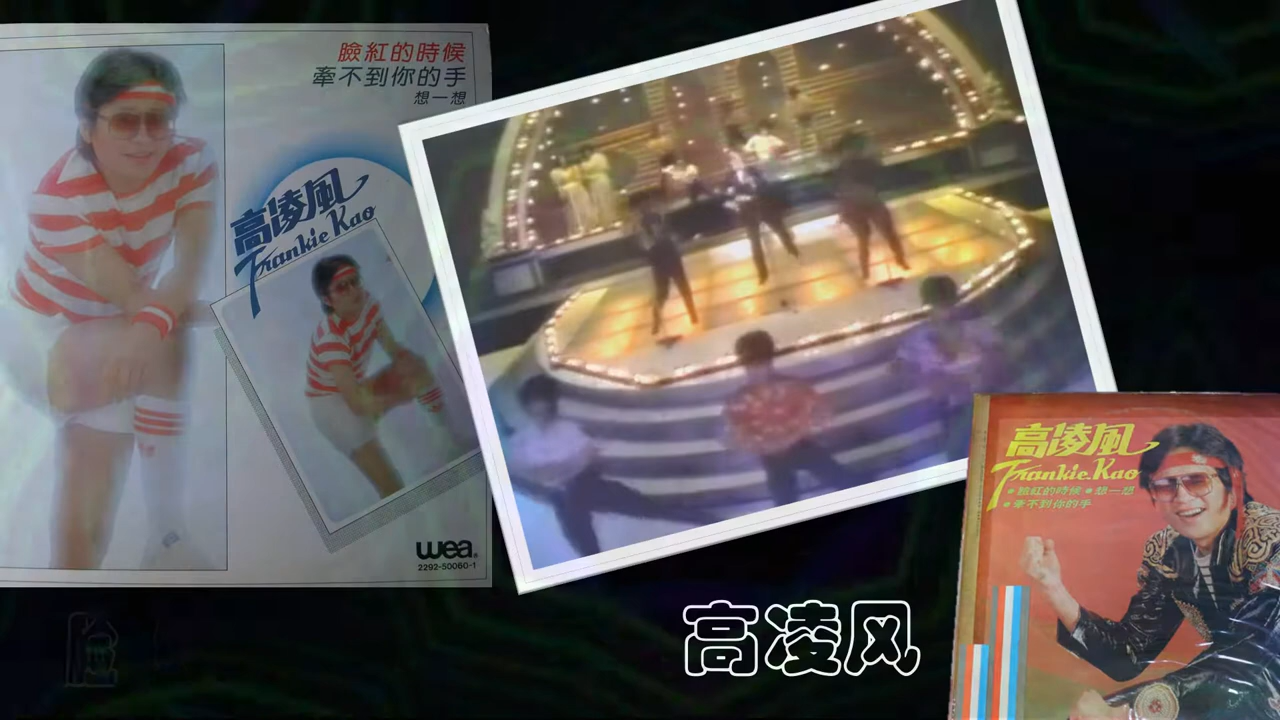 臉紅的時候
牽不到你的手
想一想
高凌風
Frankie Kao
wea®
2292-50060-1
高凌風
Frankie.Kao
●臉紅的時候●想一想
●牽不到你的手
高凌风